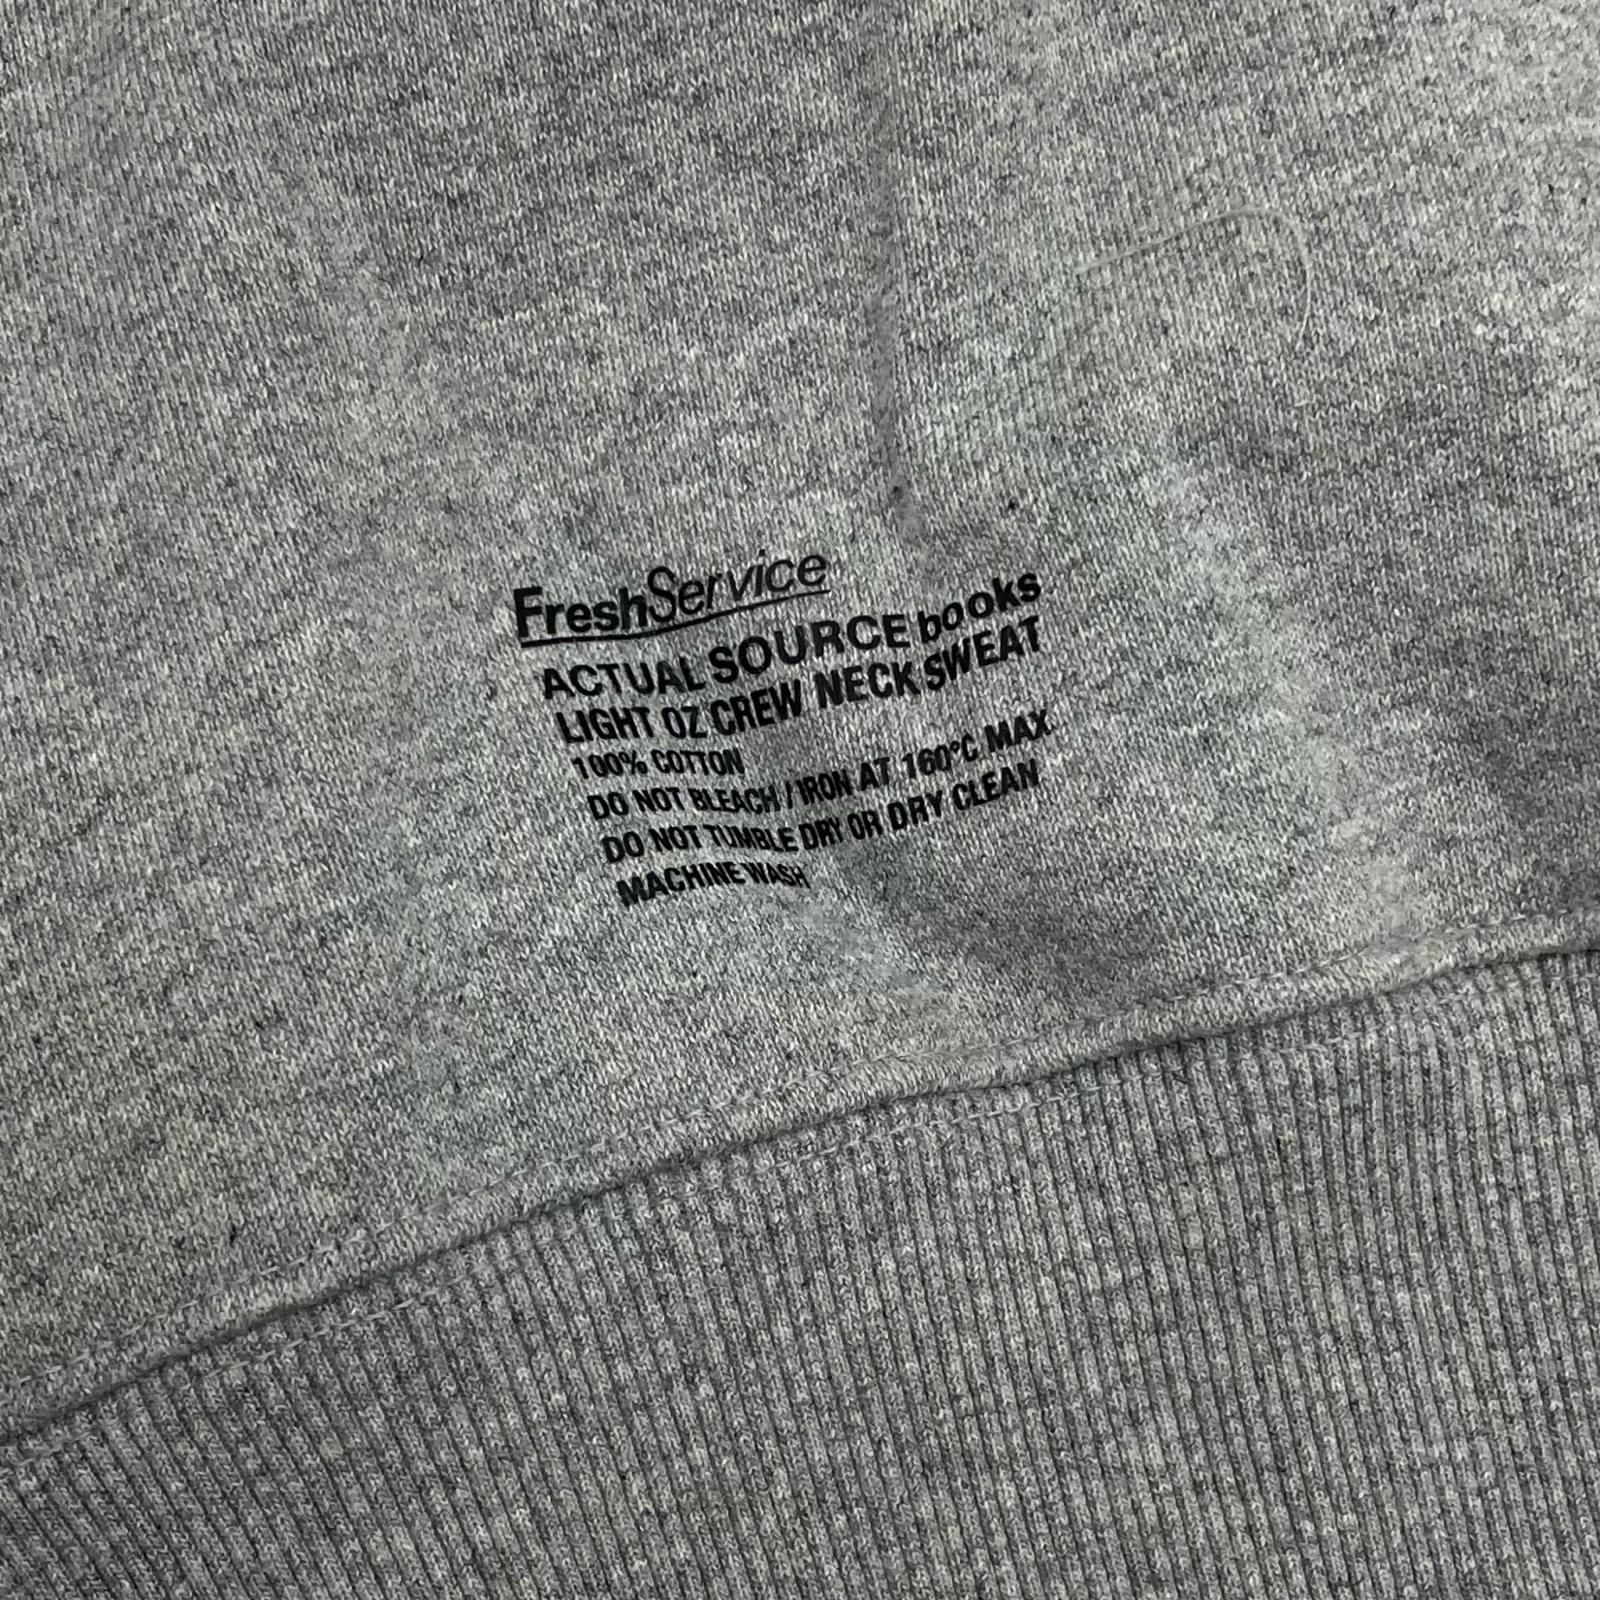 FreshService
ACTUAL SOURCE books
LIGHT OZ CREW NECK SWEAT
100% COTTON
DO NOT BLEACH / IRON AT 160°C MAX
DO NOT TUMBLE DRY OR DRY CLEAN
MACHINE WASH